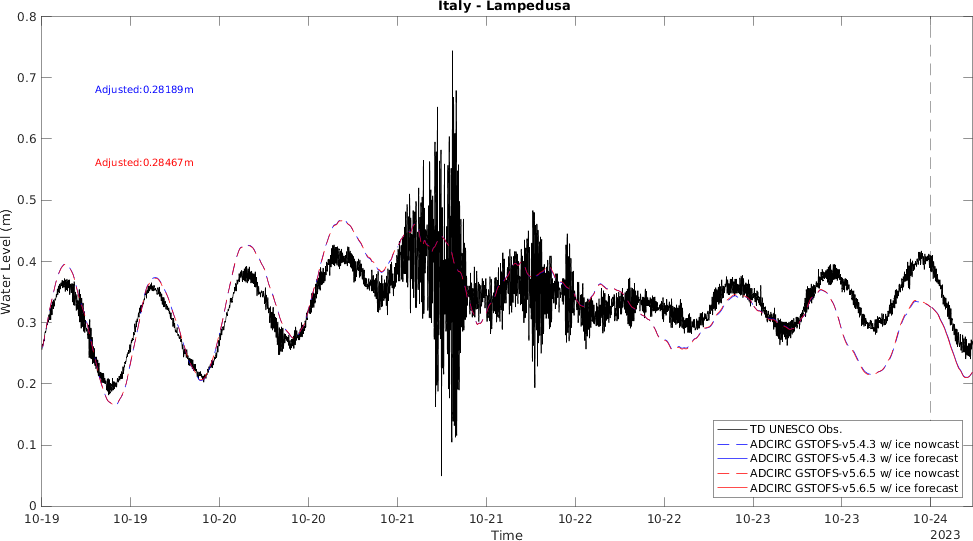 Italy - Lampedusa
0.8
0.7
0.6
0.5
0.4
0.3
0.2
0.1
0
Water Level (m)
Adjusted:0.28189m
Adjusted:0.28467m
TD UNESCO Obs.
ADCIRC GSTOFS-v5.4.3 w/ ice nowcast
ADCIRC GSTOFS-v5.4.3 w/ ice forecast
ADCIRC GSTOFS-v5.6.5 w/ ice nowcast
ADCIRC GSTOFS-v5.6.5 w/ ice forecast
10-19 10-19 10-20 10-20 10-21 10-21 10-22 10-22 10-23 10-23 10-24
Time
2023